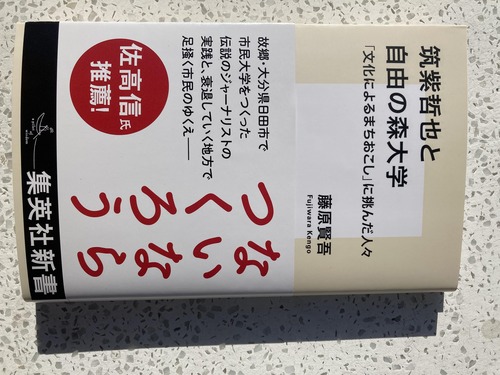 筑紫哲也と
自由の森大学
「文化によるまちおこし」に挑んだ人々
藤原賢吾
Fujiwara Kengo
故郷・大分県日田市で
市民大学をつくった
伝説のジャーナリストの
実践と、衰退していく地方で
足掻く市民のゆくえ――
佐高信氏
推薦!
ないなら
つくろう
集英社新書